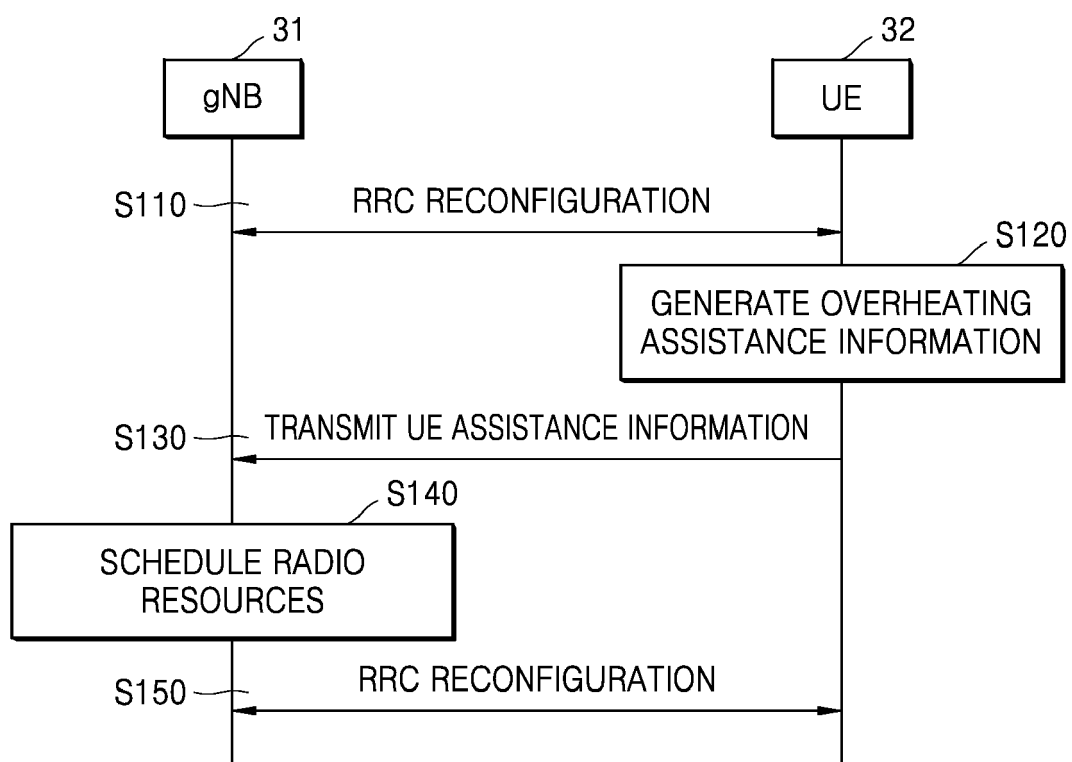 31
32
gNB
UE
S110
RRC RECONFIGURATION
S120
GENERATE OVERHEATING
ASSISTANCE INFORMATION
S130
TRANSMIT UE ASSISTANCE INFORMATION
S140
SCHEDULE RADIO
RESOURCES
S150
RRC RECONFIGURATION